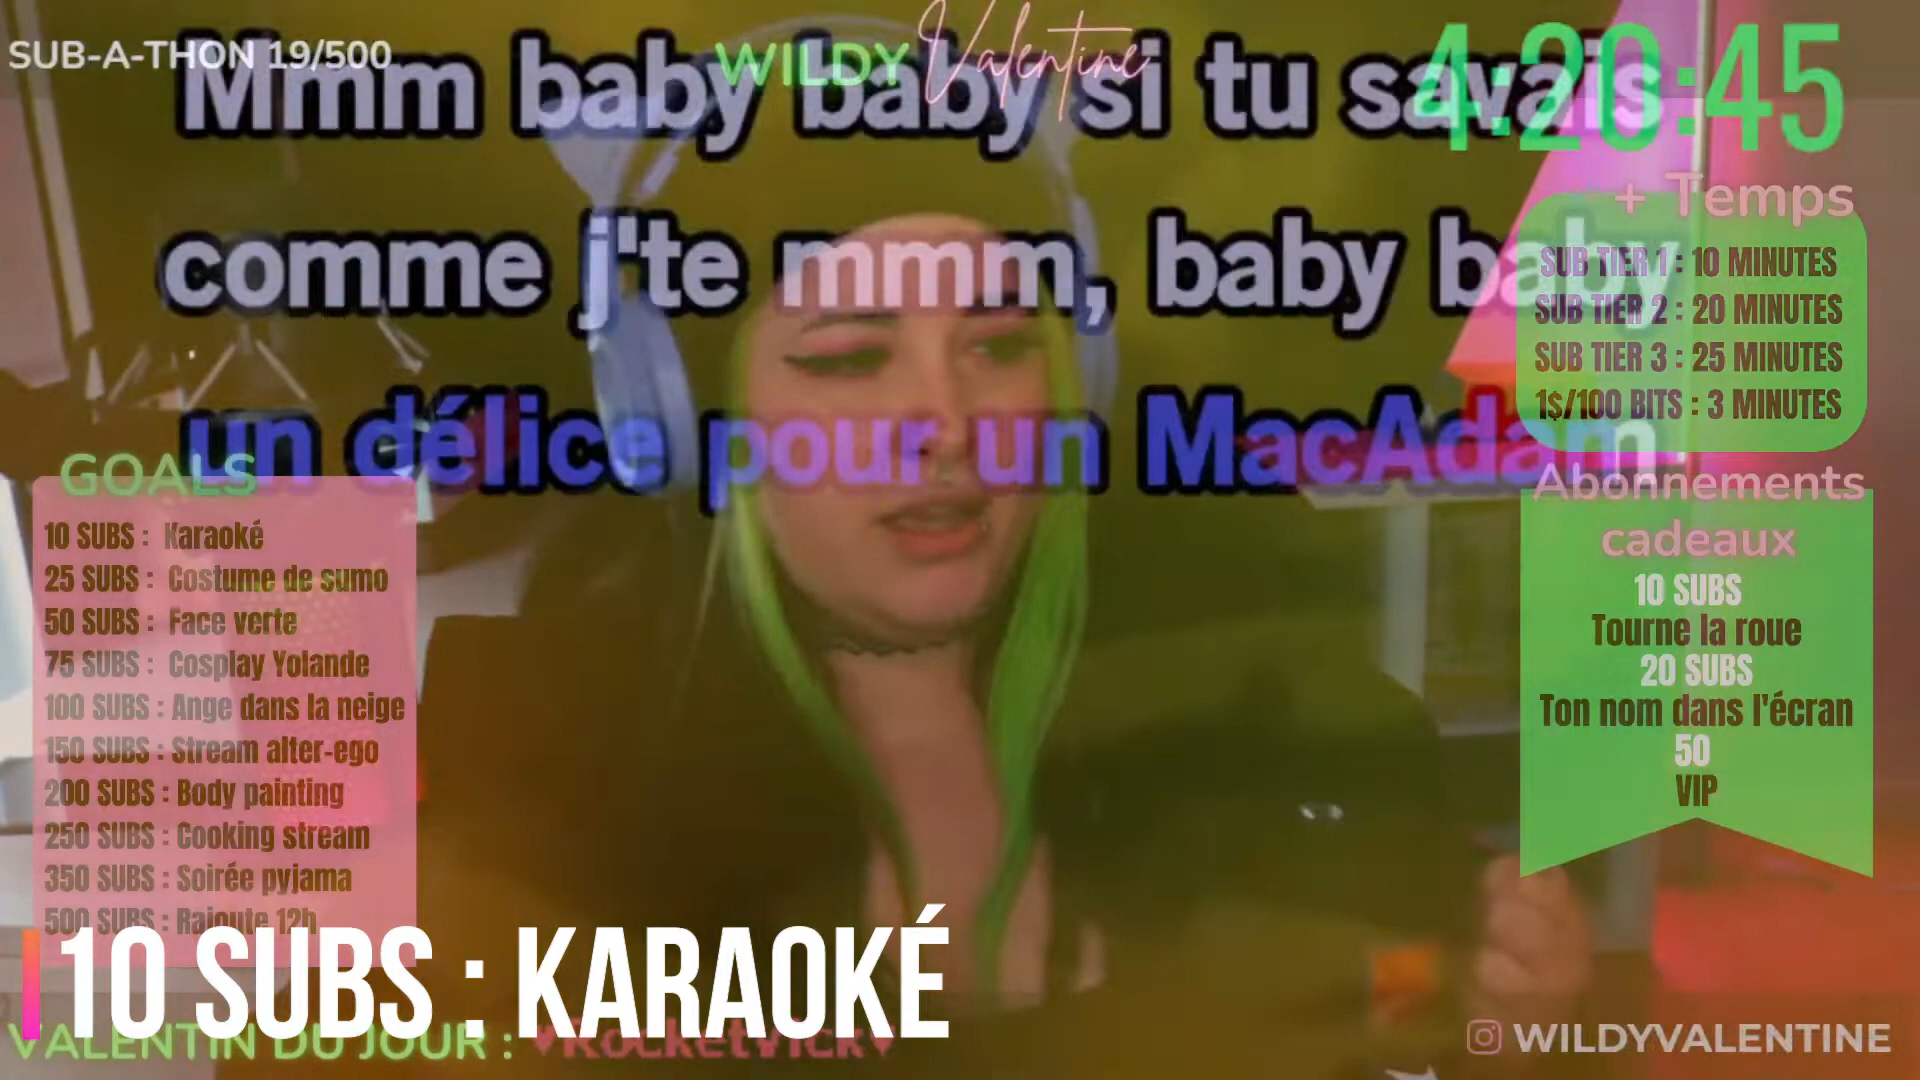 SUB-A-THON 19/500
WILDY Valentine
4:20:45
Mmm baby baby si tu savais
comme j'te mmm, baby baby
un délice pour un MacAdam
+ Temps
SUB TIER 1 : 10 MINUTES
SUB TIER 2 : 20 MINUTES
SUB TIER 3 : 25 MINUTES
1$/100 BITS : 3 MINUTES
GOALS
10 SUBS : Karaoké
25 SUBS : Costume de sumo
50 SUBS : Face verte
75 SUBS : Cosplay Yolande
100 SUBS : Ange dans la neige
150 SUBS : Stream alter-ego
200 SUBS : Body painting
250 SUBS : Cooking stream
350 SUBS : Soirée pyjama
500 SUBS : Rajoute 12h
Abonnements
cadeaux
10 SUBS
Tourne la roue
20 SUBS
Ton nom dans l'écran
50
VIP
10 SUBS : KARAOKÉ
VALENTIN DU JOUR : ♥RocketVick♥
WILDYVALENTINE